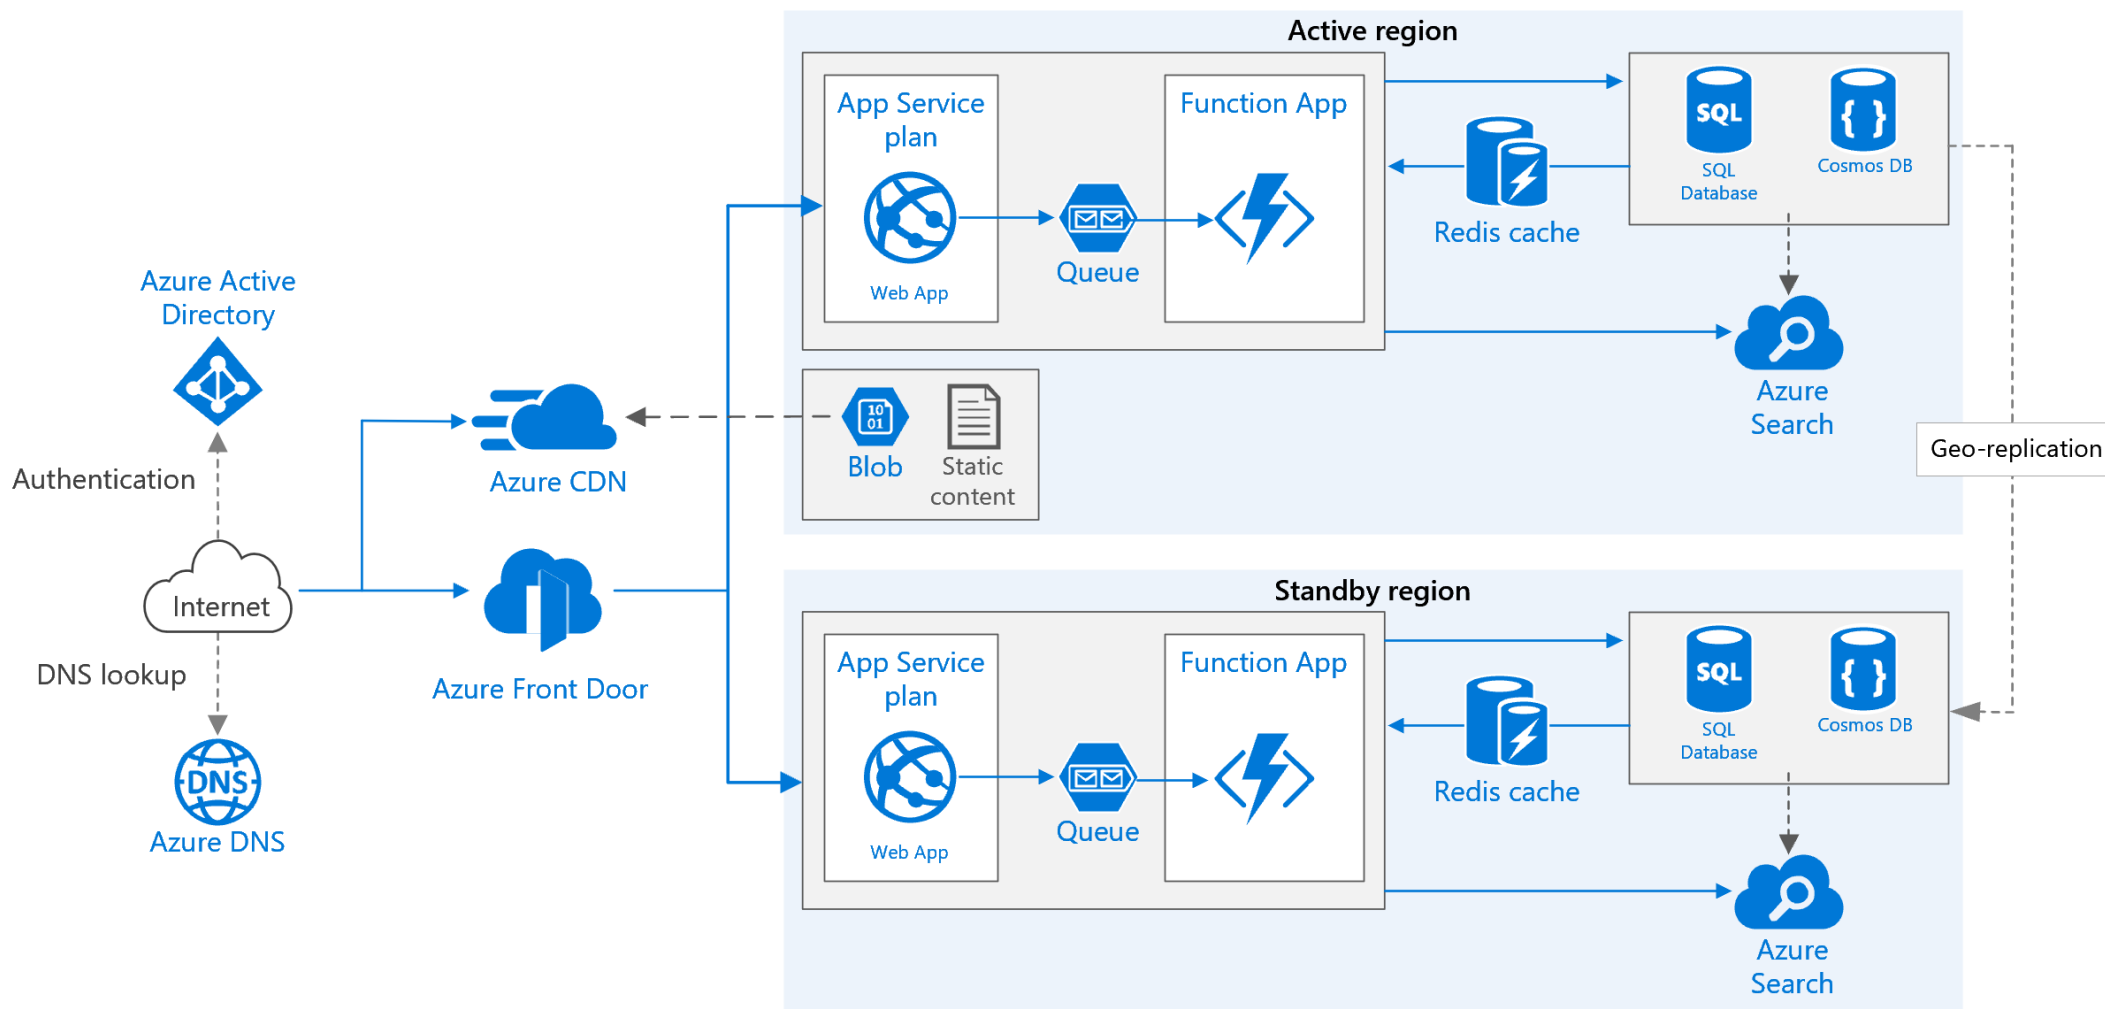 Active region
App Service
plan
Web App
Queue
Function App
Redis cache
SQL
SQL
Database
{ }
Cosmos DB
Azure
Search
Azure Active
Directory
Authentication
Internet
DNS lookup
DNS
Azure DNS
Azure CDN
Azure Front Door
10
01
Blob
Static
content
Geo-replication
Standby region
App Service
plan
Web App
Queue
Function App
Redis cache
SQL
SQL
Database
{ }
Cosmos DB
Azure
Search